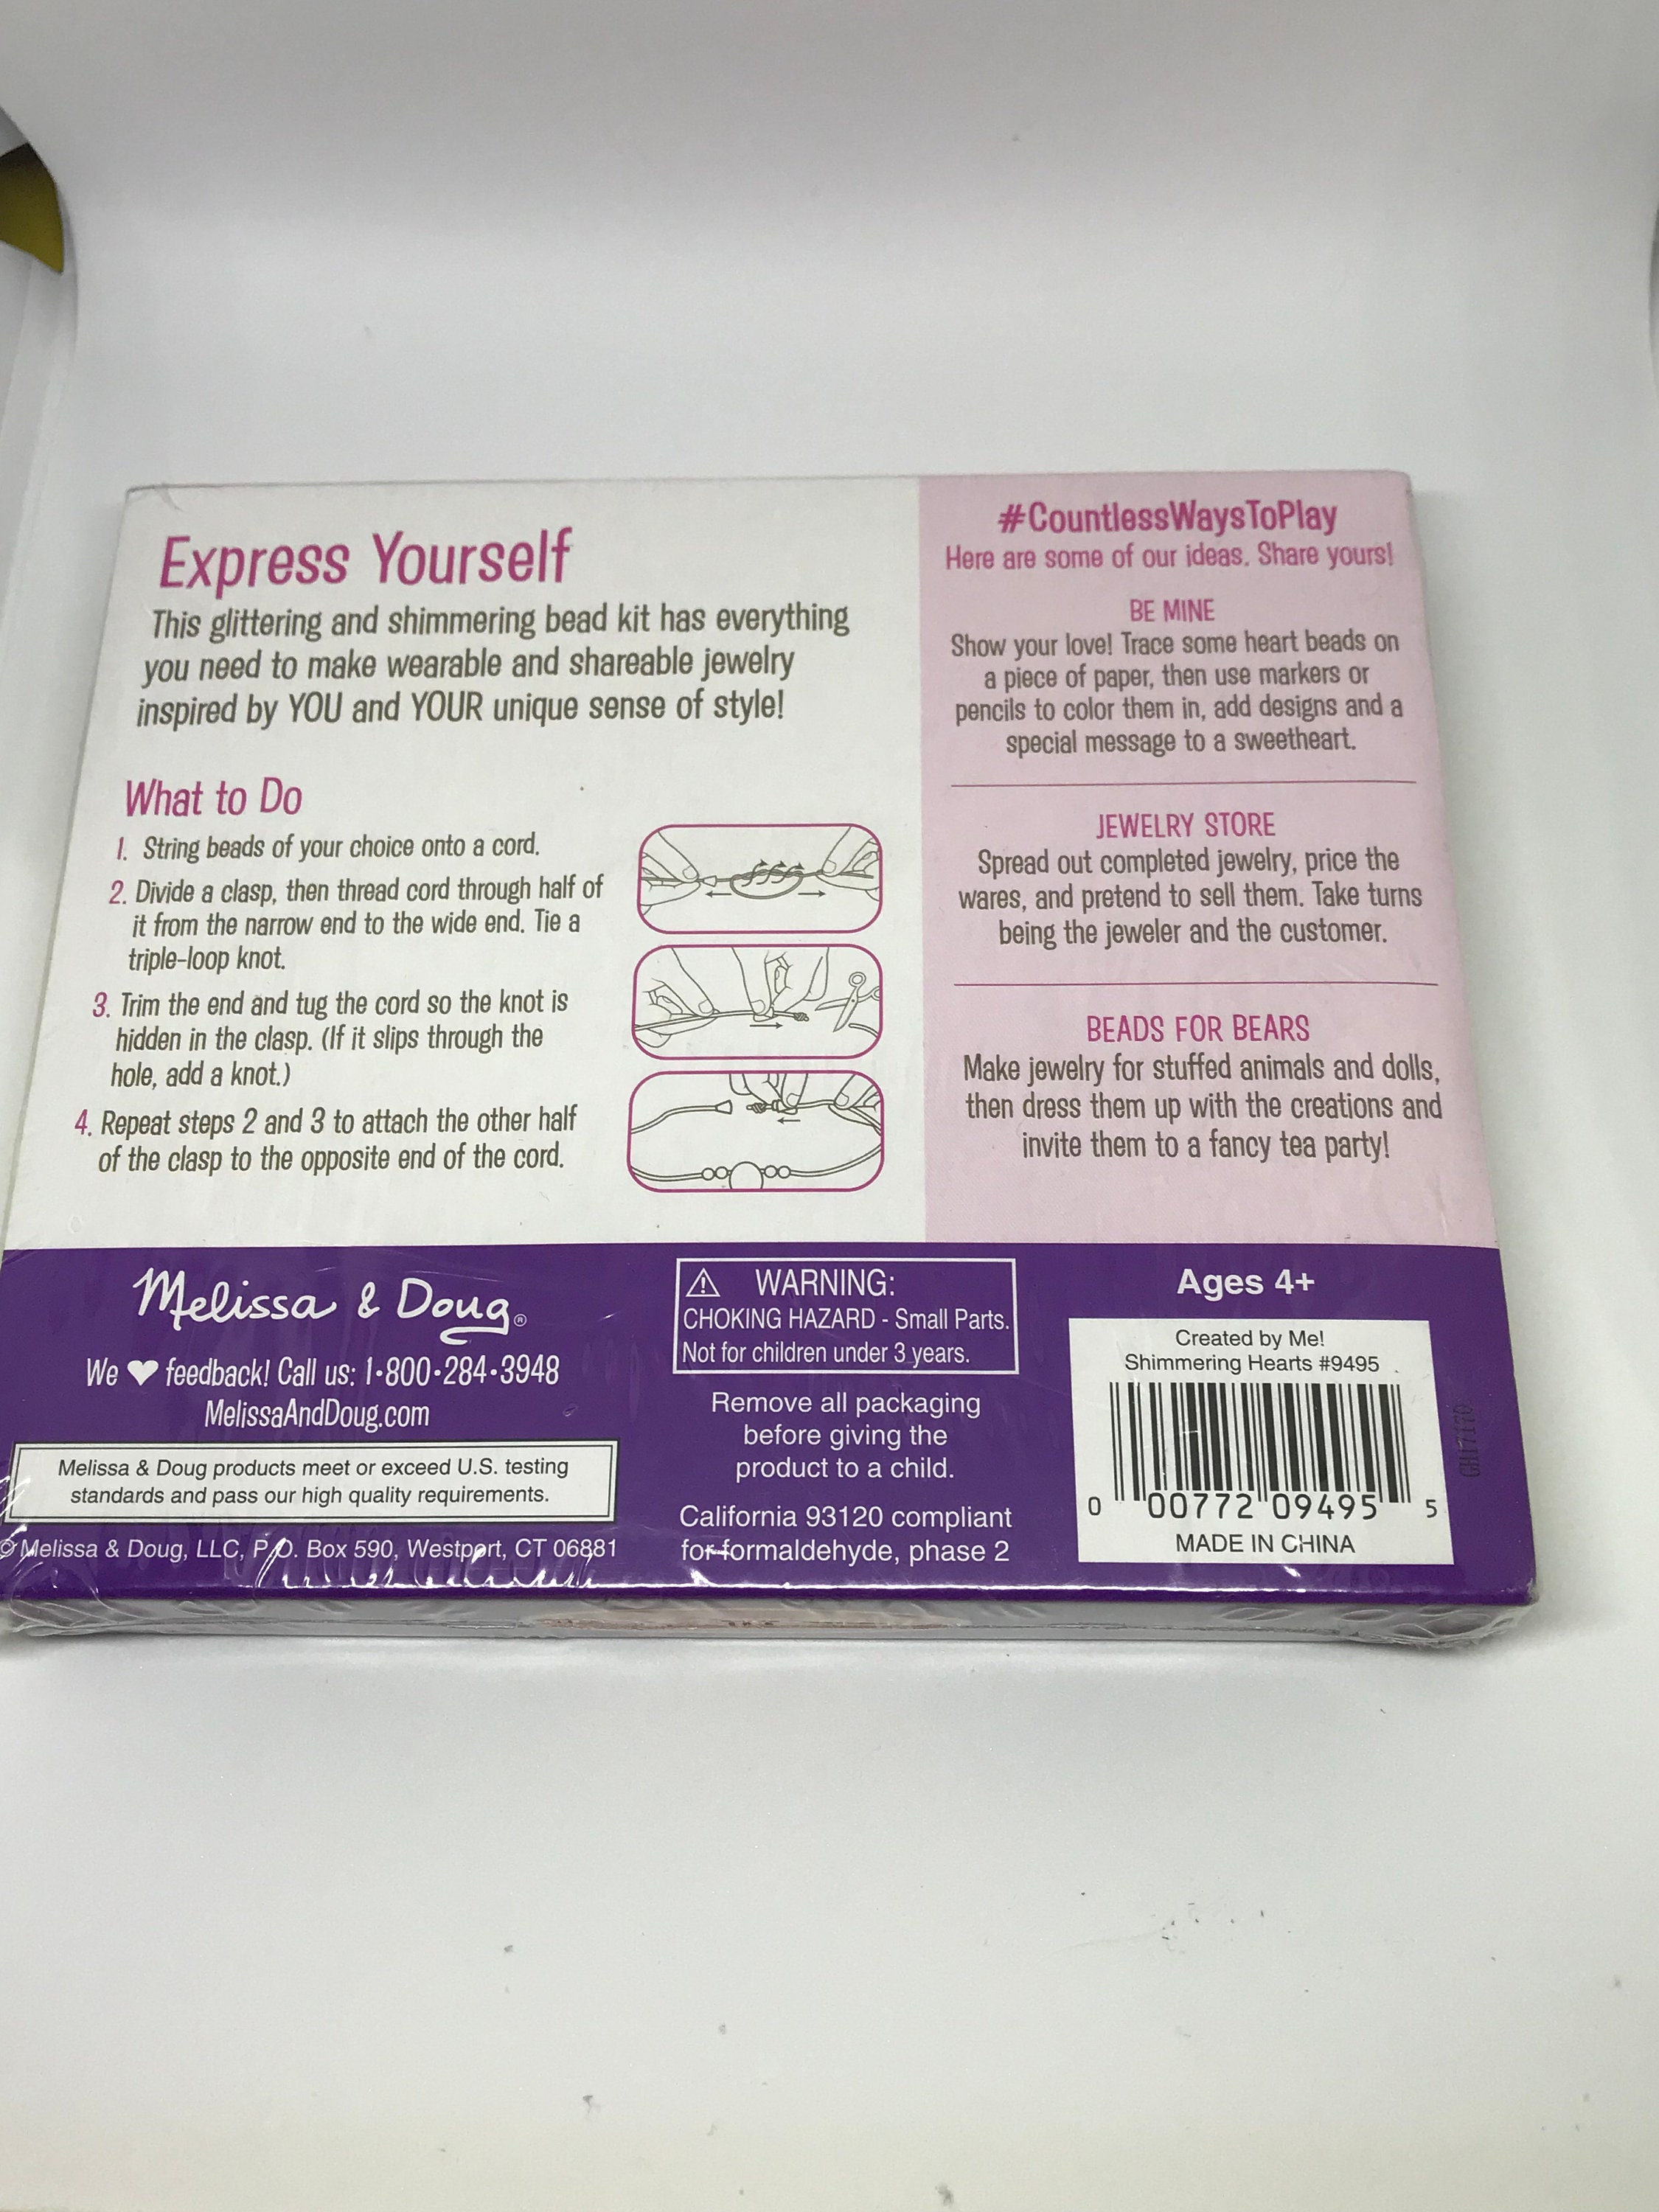 Express Yourself
This glittering and shimmering bead kit has everything
you need to make wearable and shareable jewelry
inspired by YOU and YOUR unique sense of style!
What to Do
1. String beads of your choice onto a cord.
2. Divide a clasp, then thread cord through half of
it from the narrow end to the wide end. Tie a
triple-loop knot.
3. Trim the end and tug the cord so the knot is
hidden in the clasp. (If it slips through the
hole, add a knot.)
4. Repeat steps 2 and 3 to attach the other half
of the clasp to the opposite end of the cord.
#CountlessWaysToPlay
Here are some of our ideas. Share yours!
BE MINE
Show your love! Trace some heart beads on
a piece of paper, then use markers or
pencils to color them in, add designs and a
special message to a sweetheart.
JEWELRY STORE
Spread out completed jewelry, price the
wares, and pretend to sell them. Take turns
being the jeweler and the customer.
BEADS FOR BEARS
Make jewelry for stuffed animals and dolls,
then dress them up with the creations and
invite them to a fancy tea party!
Melissa & Doug®
We ♥ feedback! Call us: 1•800•284•3948
MelissaAndDoug.com
Melissa & Doug products meet or exceed U.S. testing
standards and pass our high quality requirements.
© Melissa & Doug, LLC, P.O. Box 590, Westport, CT 06881
⚠ WARNING:
CHOKING HAZARD - Small Parts.
Not for children under 3 years.
Remove all packaging
before giving the
product to a child.
California 93120 compliant
for formaldehyde, phase 2
Ages 4+
Created by Me!
Shimmering Hearts #9495
0 00772 09495 5
MADE IN CHINA